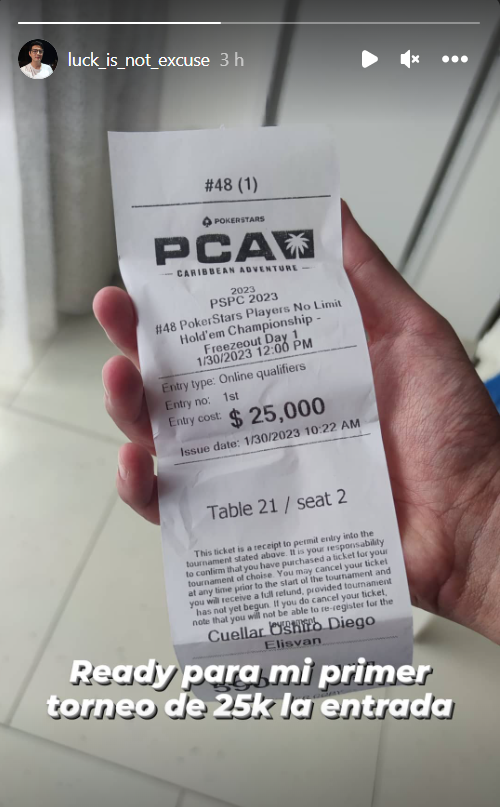 luck_is_not_excuse 3 h
#48 (1)
POKERSTARS
PCA
CARIBBEAN ADVENTURE
2023
PSPC 2023
#48 PokerStars Players No Limit
Hold'em Championship -
Freezeout Day 1
1/30/2023 12:00 PM
Entry type: Online qualifiers
Entry no: 1st
Entry cost: $ 25,000
Issue date: 1/30/2023 10:22 AM
Table 21 / seat 2
This ticket is a receipt to permit entry into the
tournament stated above. It is your responsability
to confirm that you have purchased a ticket for your
tournament of choice. You may cancel your ticket
at any time prior to the start of the tournament and
you will receive a full refund, provided tournament
has not yet begun. If you do cancel your ticket,
note that you will not be able to re-register for the
tournament
Cuellar Oshiro Diego
Elisvan
Ready para mi primer
torneo de 25k la entrada